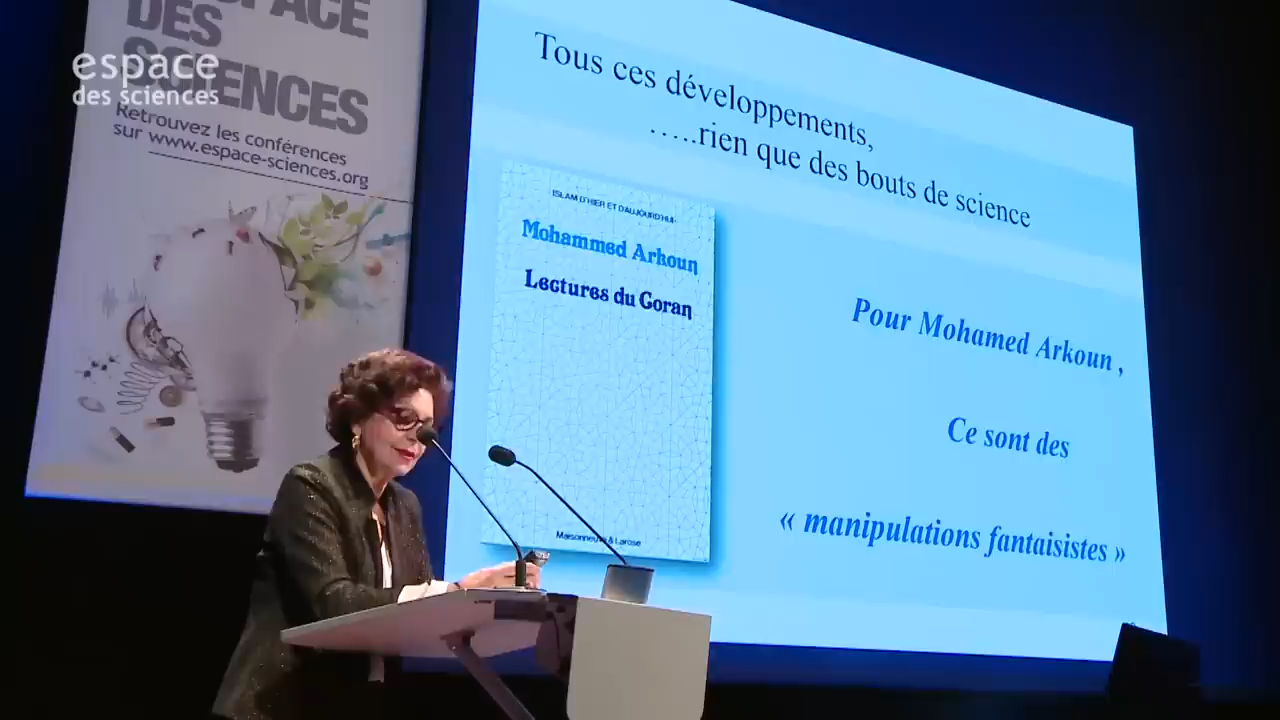 ESPACE
DES
SCIENCES
espace
des sciences
Retrouvez les conférences
sur www.espace-sciences.org
Tous ces développements,
.....rien que des bouts de science
ISLAM D'HIER ET D'AUJOURD'HUI-
Mohammed Arkoun
Lectures du Coran
Maisonneuve & Larose
Pour Mohamed Arkoun ,
Ce sont des
« manipulations fantaisistes »